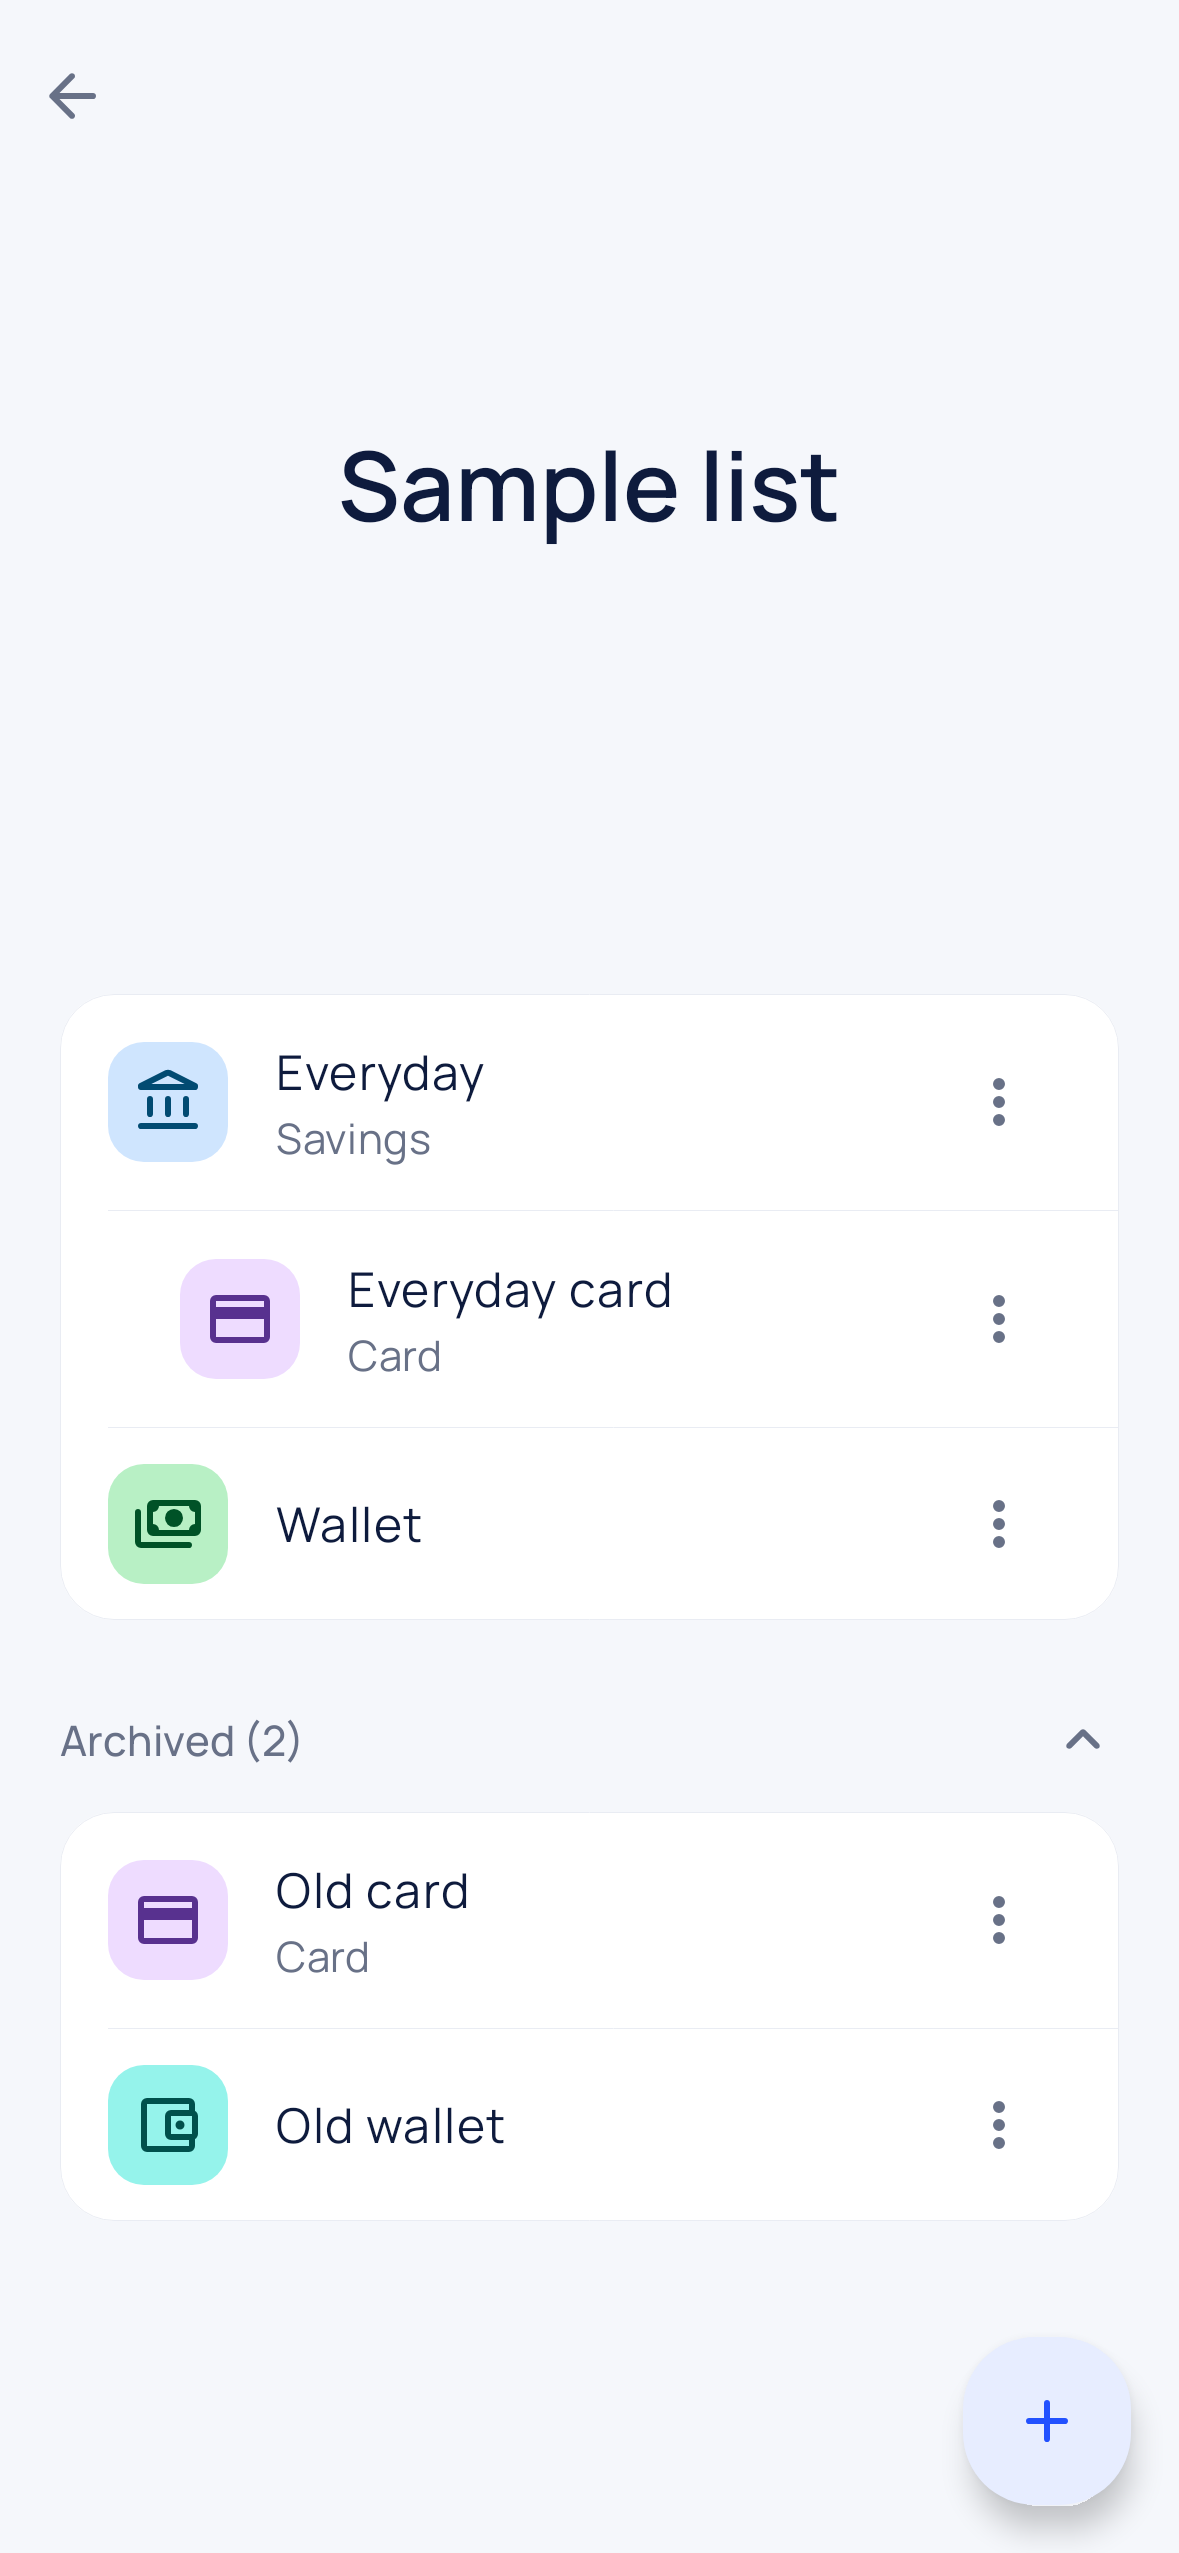 Sample list
Everyday
Savings
Everyday card
Card
Wallet
Archived (2)
Old card
Card
Old wallet